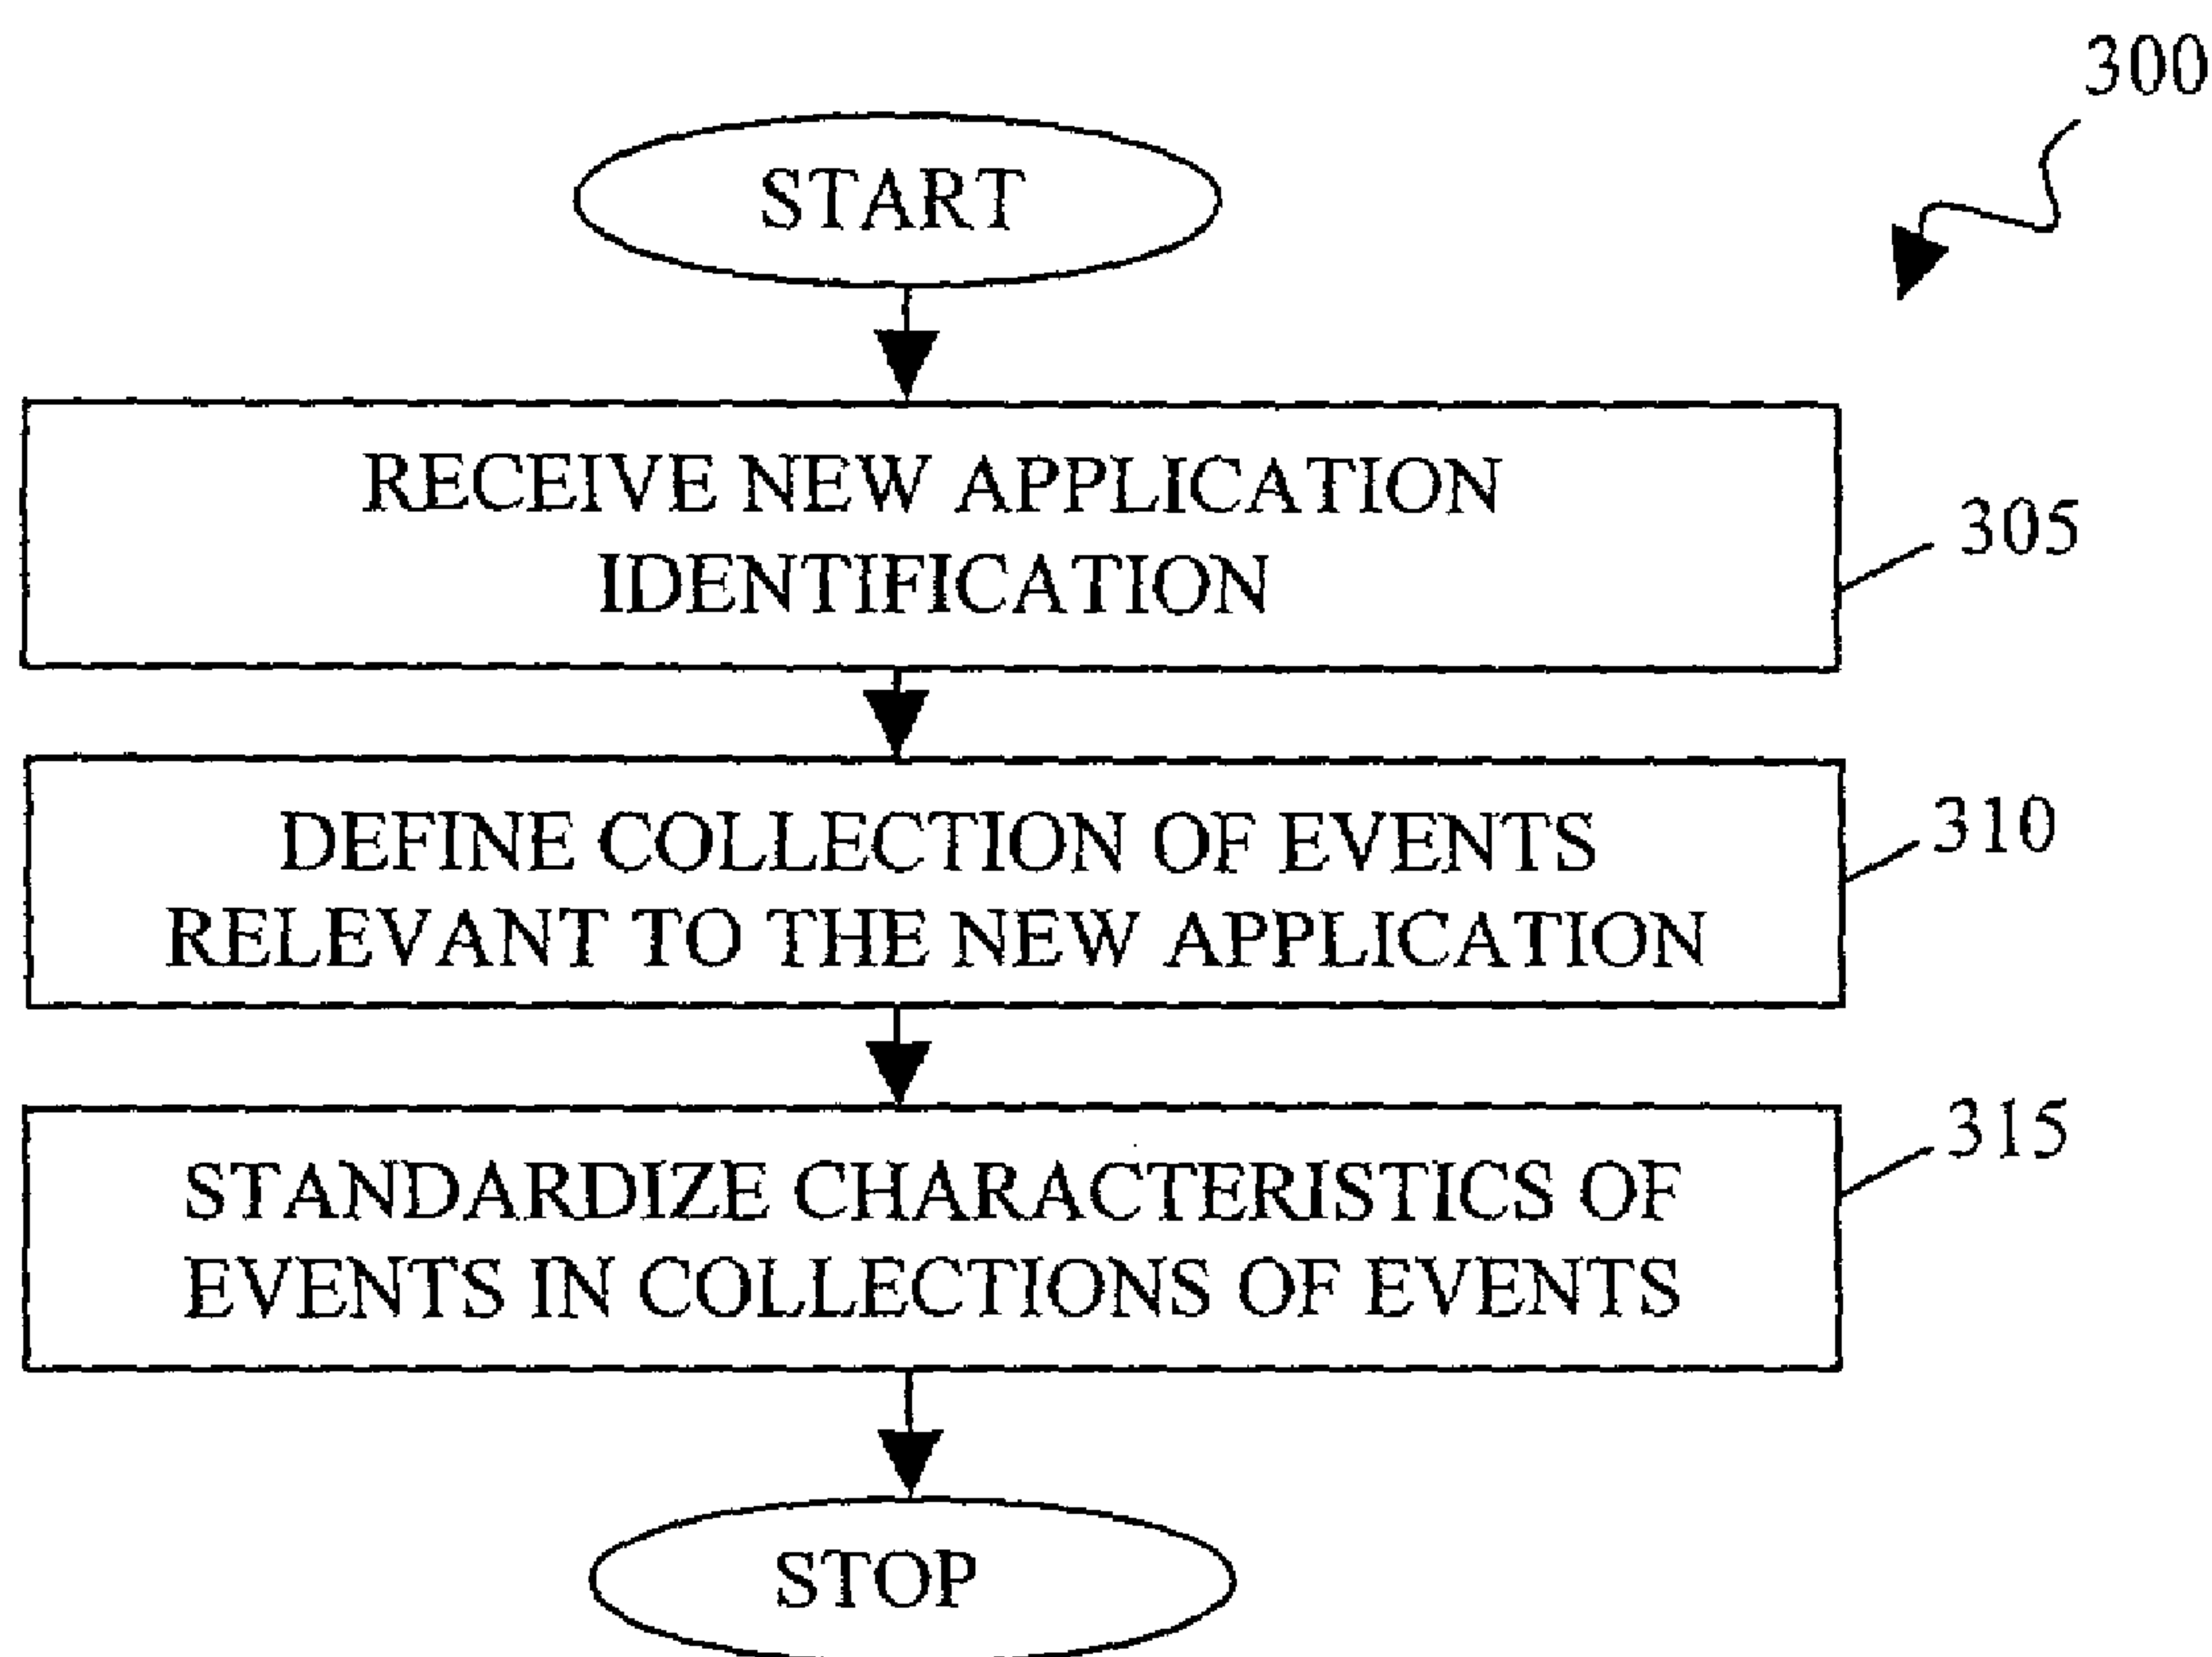 300
START
RECEIVE NEW APPLICATION
IDENTIFICATION
305
DEFINE COLLECTION OF EVENTS
RELEVANT TO THE NEW APPLICATION
310
STANDARDIZE CHARACTERISTICS OF
EVENTS IN COLLECTIONS OF EVENTS
315
STOP